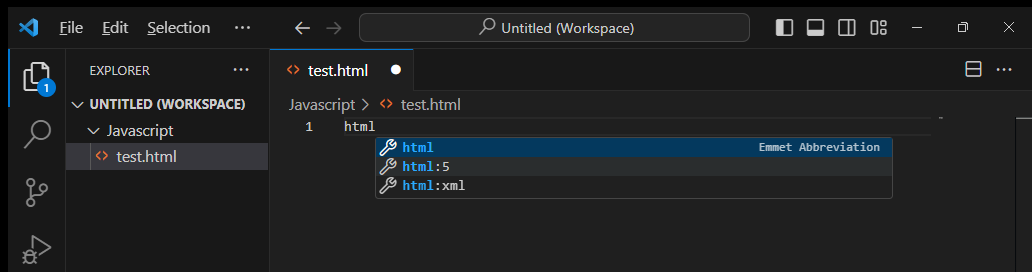 File Edit Selection ··· Untitled (Workspace)
EXPLORER ···
test.html
UNTITLED (WORKSPACE)
Javascript
test.html
1
Javascript > test.html
1 html
html Emmet Abbreviation
html:5
html:xml